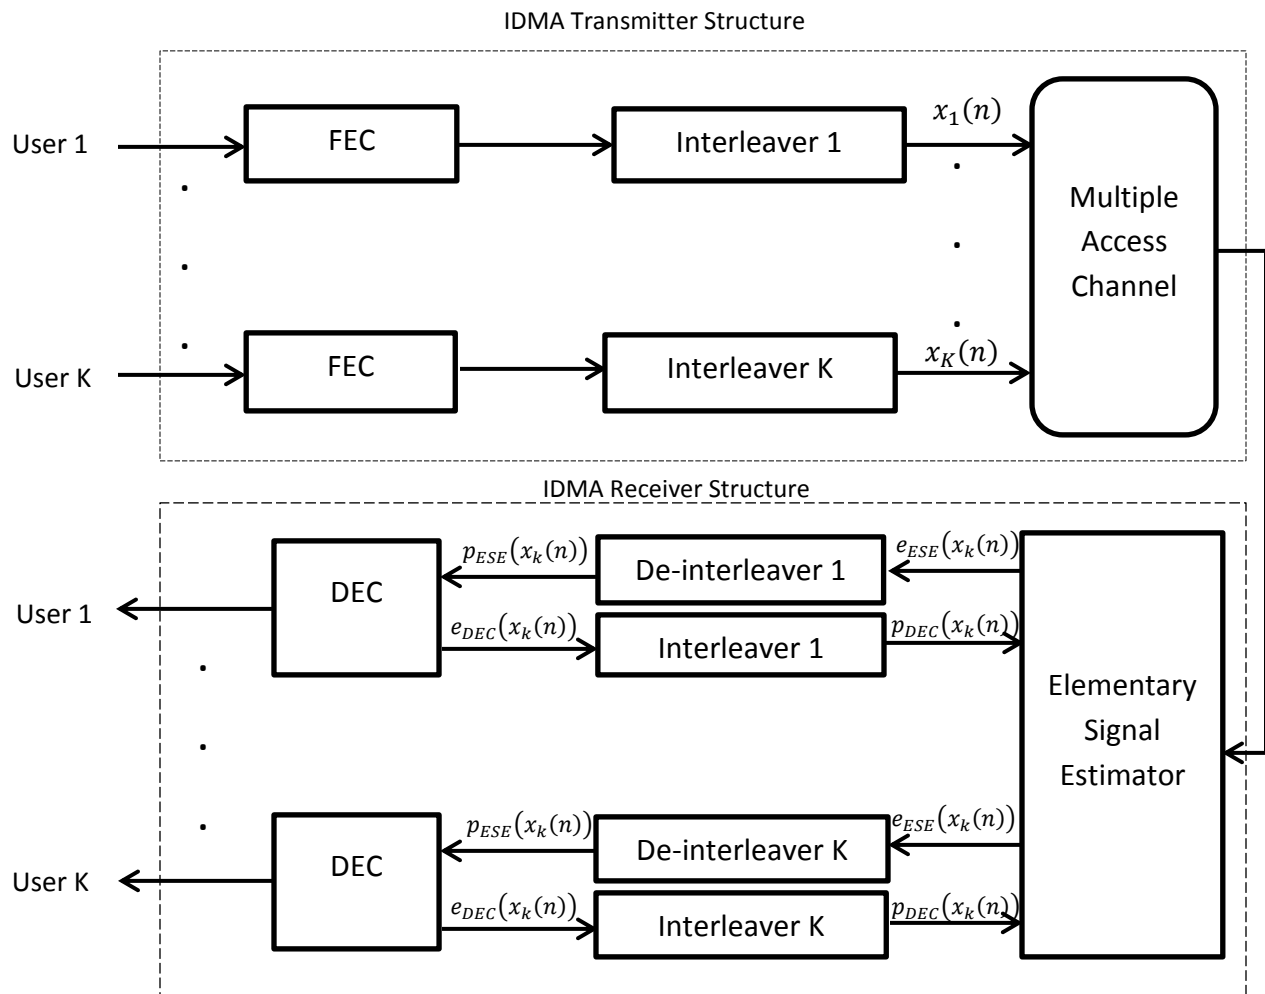 IDMA Transmitter Structure
User 1
FEC
Interleaver 1
x₁(n)
Multiple
Access
Channel
User K
FEC
Interleaver K
x_K(n)
IDMA Receiver Structure
User 1
DEC
p_ESE(x_k(n))
De-interleaver 1
e_ESE(x_k(n))
e_DEC(x_k(n))
Interleaver 1
p_DEC(x_k(n))
Elementary
Signal
Estimator
User K
DEC
p_ESE(x_k(n))
De-interleaver K
e_ESE(x_k(n))
e_DEC(x_k(n))
Interleaver K
p_DEC(x_k(n))